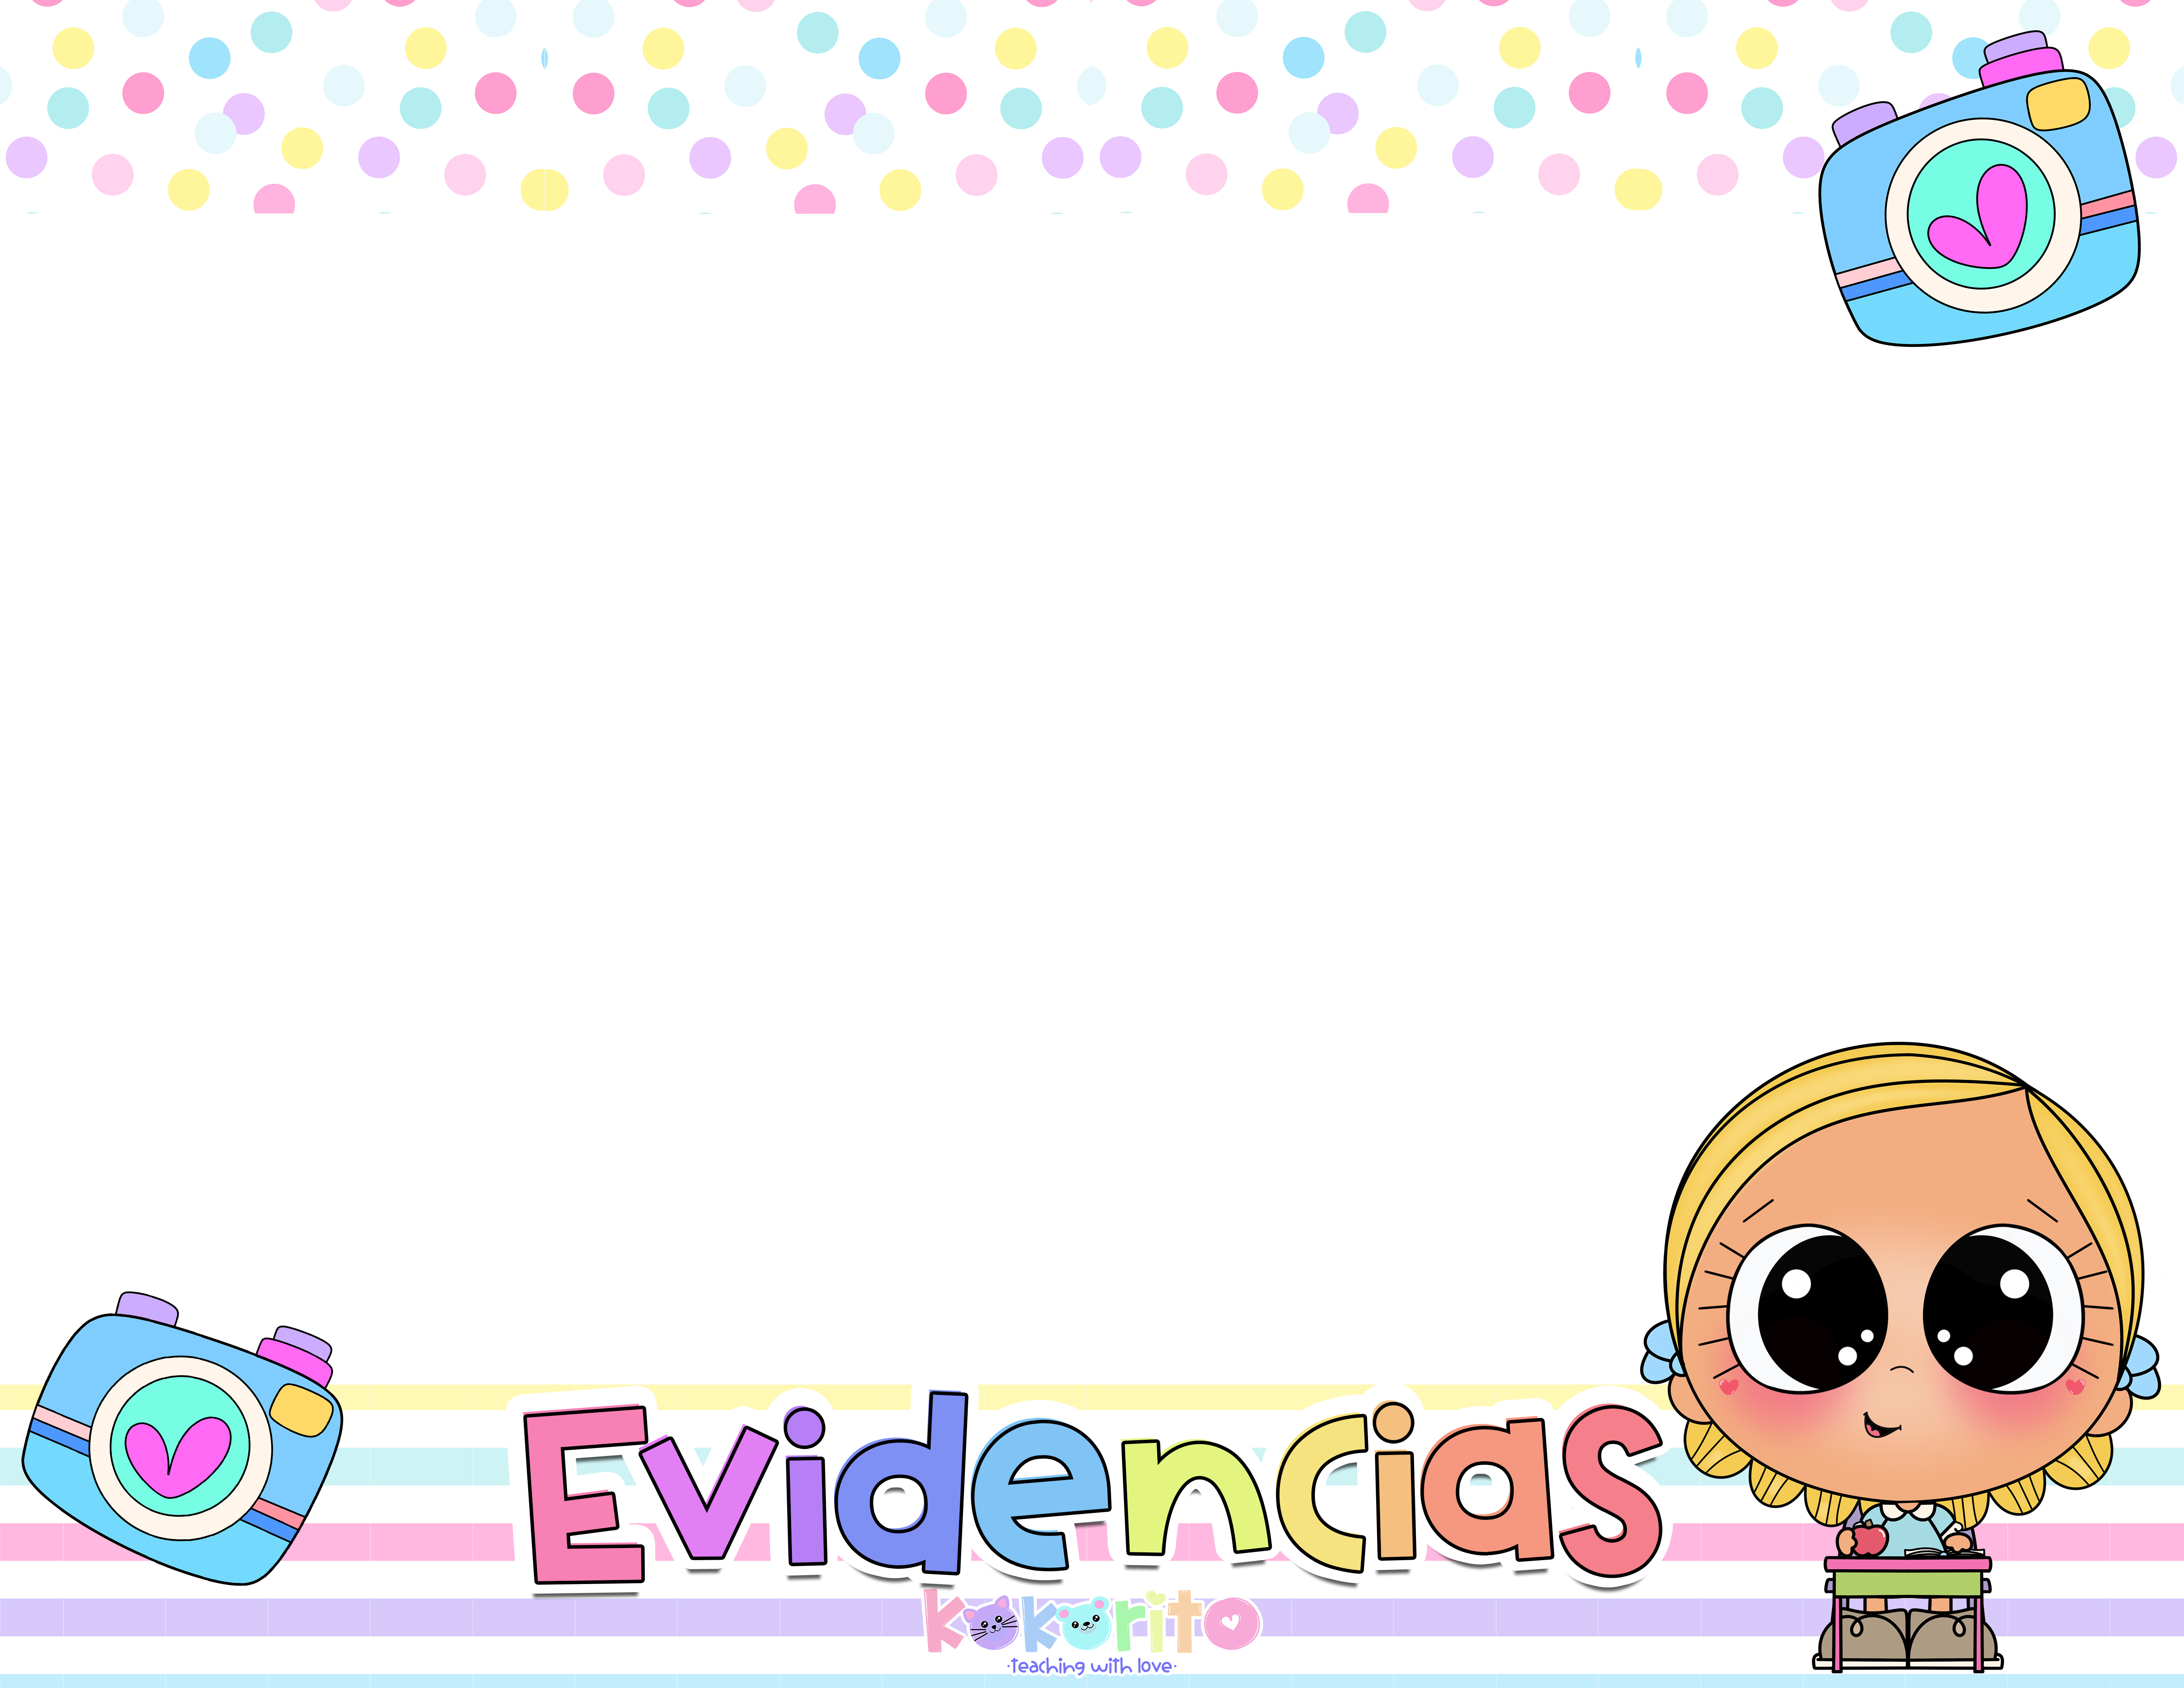 Evidencias
kokorito
·teaching with love·